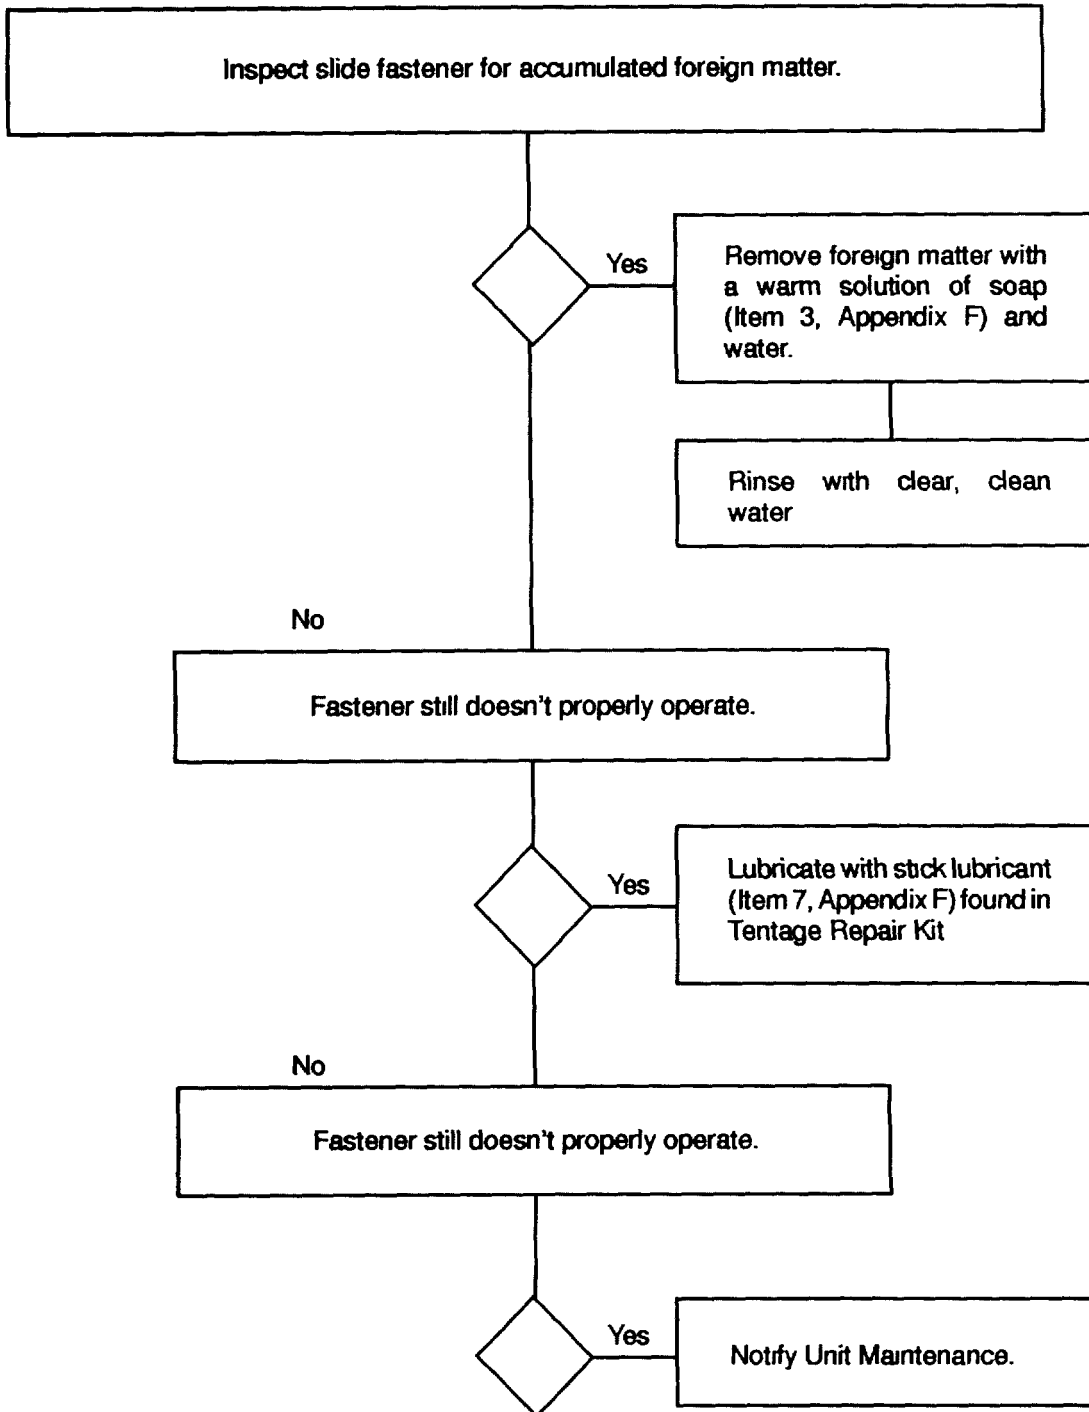 Inspect slide fastener for accumulated foreign matter.
Yes
Remove foreign matter with
a warm solution of soap
(Item 3, Appendix F) and
water.
Rinse with clear, clean
water
No
Fastener still doesn't properly operate.
Yes
Lubricate with stick lubricant
(Item 7, Appendix F) found in
Tentage Repair Kit
No
Fastener still doesn't properly operate.
Yes
Notify Unit Maintenance.